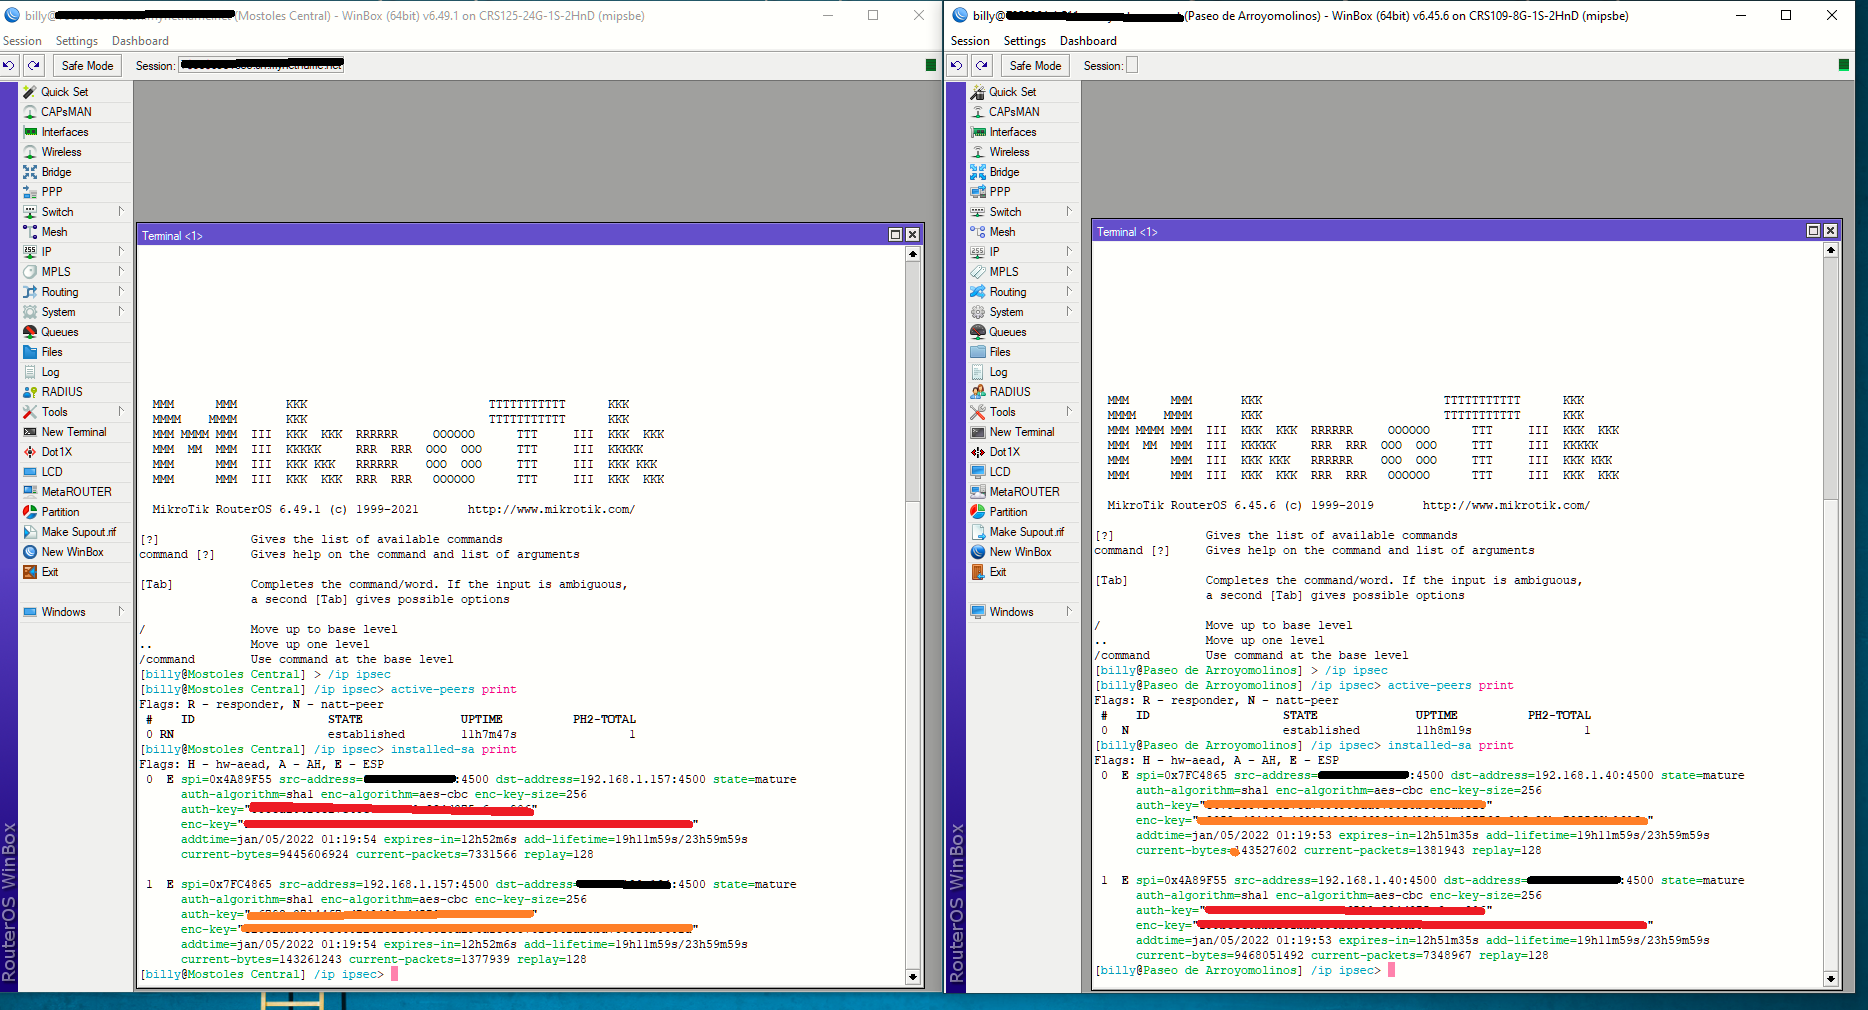 billy@ (Mostoles Central) - WinBox (64bit) v6.49.1 on CRS125-24G-1S-2HnD (mipsbe)
Session Settings Dashboard
Safe Mode Session:
Quick Set
CAPsMAN
Interfaces
Wireless
Bridge
PPP
Switch
Mesh
IP
MPLS
Routing
System
Queues
Files
Log
RADIUS
Tools
New Terminal
Dot1X
LCD
MetaROUTER
Partition
Make Supout.rif
New WinBox
Exit
Windows
RouterOS WinBox
Terminal <1>
MMM      MMM       KKK                          TTTTTTTTTTT      KKK
MMMM    MMMM       KKK                          TTTTTTTTTTT      KKK
MMM MMMM MMM  III  KKK  KKK  RRRRRR     OOOOOO      TTT     III  KKK  KKK
MMM  MM  MMM  III  KKKKK     RRR  RRR  OOO  OOO     TTT     III  KKKKK
MMM      MMM  III  KKK KKK   RRRRRR    OOO  OOO     TTT     III  KKK KKK
MMM      MMM  III  KKK  KKK  RRR  RRR   OOOOOO      TTT     III  KKK  KKK
MikroTik RouterOS 6.49.1 (c) 1999-2021       http://www.mikrotik.com/
[?]             Gives the list of available commands
command [?]     Gives help on the command and list of arguments
[Tab]           Completes the command/word. If the input is ambiguous,
a second [Tab] gives possible options
/               Move up to base level
..              Move up one level
/command        Use command at the base level
[billy@Mostoles Central] > /ip ipsec
[billy@Mostoles Central] /ip ipsec> active-peers print
Flags: R - responder, N - natt-peer
#    ID                   STATE              UPTIME          PH2-TOTAL
0 RN                      established        11h7m47s                1
[billy@Mostoles Central] /ip ipsec> installed-sa print
Flags: H - hw-aead, A - AH, E - ESP
0  E spi=0x4A89F55 src-address= :4500 dst-address=192.168.1.157:4500 state=mature
auth-algorithm=sha1 enc-algorithm=aes-cbc enc-key-size=256
auth-key=" "
enc-key=" "
addtime=jan/05/2022 01:19:54 expires-in=12h52m6s add-lifetime=19h11m59s/23h59m59s
current-bytes=9445606924 current-packets=7331566 replay=128
1  E spi=0x7FC4865 src-address=192.168.1.157:4500 dst-address= :4500 state=mature
auth-algorithm=sha1 enc-algorithm=aes-cbc enc-key-size=256
auth-key=" "
enc-key=" "
addtime=jan/05/2022 01:19:54 expires-in=12h52m6s add-lifetime=19h11m59s/23h59m59s
current-bytes=143261243 current-packets=1377939 replay=128
[billy@Mostoles Central] /ip ipsec>
billy@ (Paseo de Arroyomolinos) - WinBox (64bit) v6.45.6 on CRS109-8G-1S-2HnD (mipsbe)
Session Settings Dashboard
Safe Mode Session:
Quick Set
CAPsMAN
Interfaces
Wireless
Bridge
PPP
Switch
Mesh
IP
MPLS
Routing
System
Queues
Files
Log
RADIUS
Tools
New Terminal
Dot1X
LCD
MetaROUTER
Partition
Make Supout.rif
New WinBox
Exit
Windows
RouterOS WinBox
Terminal <1>
MMM      MMM       KKK                          TTTTTTTTTTT      KKK
MMMM    MMMM       KKK                          TTTTTTTTTTT      KKK
MMM MMMM MMM  III  KKK  KKK  RRRRRR     OOOOOO      TTT     III  KKK  KKK
MMM  MM  MMM  III  KKKKK     RRR  RRR  OOO  OOO     TTT     III  KKKKK
MMM      MMM  III  KKK KKK   RRRRRR    OOO  OOO     TTT     III  KKK KKK
MMM      MMM  III  KKK  KKK  RRR  RRR   OOOOOO      TTT     III  KKK  KKK
MikroTik RouterOS 6.45.6 (c) 1999-2019       http://www.mikrotik.com/
[?]             Gives the list of available commands
command [?]     Gives help on the command and list of arguments
[Tab]           Completes the command/word. If the input is ambiguous,
a second [Tab] gives possible options
/               Move up to base level
..              Move up one level
/command        Use command at the base level
[billy@Paseo de Arroyomolinos] > /ip ipsec
[billy@Paseo de Arroyomolinos] /ip ipsec> active-peers print
Flags: R - responder, N - natt-peer
#    ID                   STATE              UPTIME          PH2-TOTAL
0  N                      established        11h8m19s                1
[billy@Paseo de Arroyomolinos] /ip ipsec> installed-sa print
Flags: H - hw-aead, A - AH, E - ESP
0  E spi=0x7FC4865 src-address= :4500 dst-address=192.168.1.40:4500 state=mature
auth-algorithm=sha1 enc-algorithm=aes-cbc enc-key-size=256
auth-key=" "
enc-key=" "
addtime=jan/05/2022 01:19:53 expires-in=12h51m35s add-lifetime=19h11m59s/23h59m59s
current-bytes=143527602 current-packets=1381943 replay=128
1  E spi=0x4A89F55 src-address=192.168.1.40:4500 dst-address= :4500 state=mature
auth-algorithm=sha1 enc-algorithm=aes-cbc enc-key-size=256
auth-key=" "
enc-key=" "
addtime=jan/05/2022 01:19:53 expires-in=12h51m35s add-lifetime=19h11m59s/23h59m59s
current-bytes=9468051492 current-packets=7348967 replay=128
[billy@Paseo de Arroyomolinos] /ip ipsec>